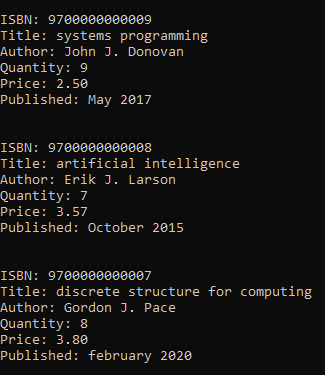 ISBN: 9700000000009
Title: systems programming
Author: John J. Donovan
Quantity: 9
Price: 2.50
Published: May 2017
ISBN: 9700000000008
Title: artificial intelligence
Author: Erik J. Larson
Quantity: 7
Price: 3.57
Published: October 2015
ISBN: 9700000000007
Title: discrete structure for computing
Author: Gordon J. Pace
Quantity: 8
Price: 3.80
Published: february 2020